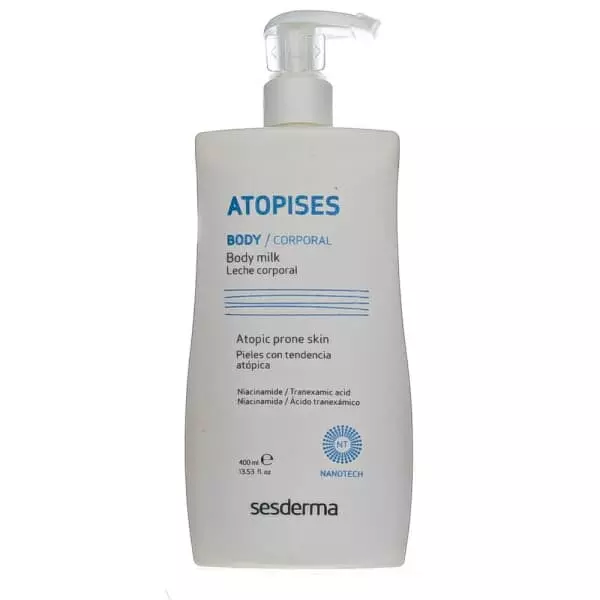 ATOPISES
BODY / CORPORAL
Body milk
Leche corporal
Atopic prone skin
Pieles con tendencia
atópica
Niacinamide / Tranexamic acid
Niacinamida / Ácido tranexámico
NT
NANOTECH
400 ml ℮
13.53 fl. oz
sesderma